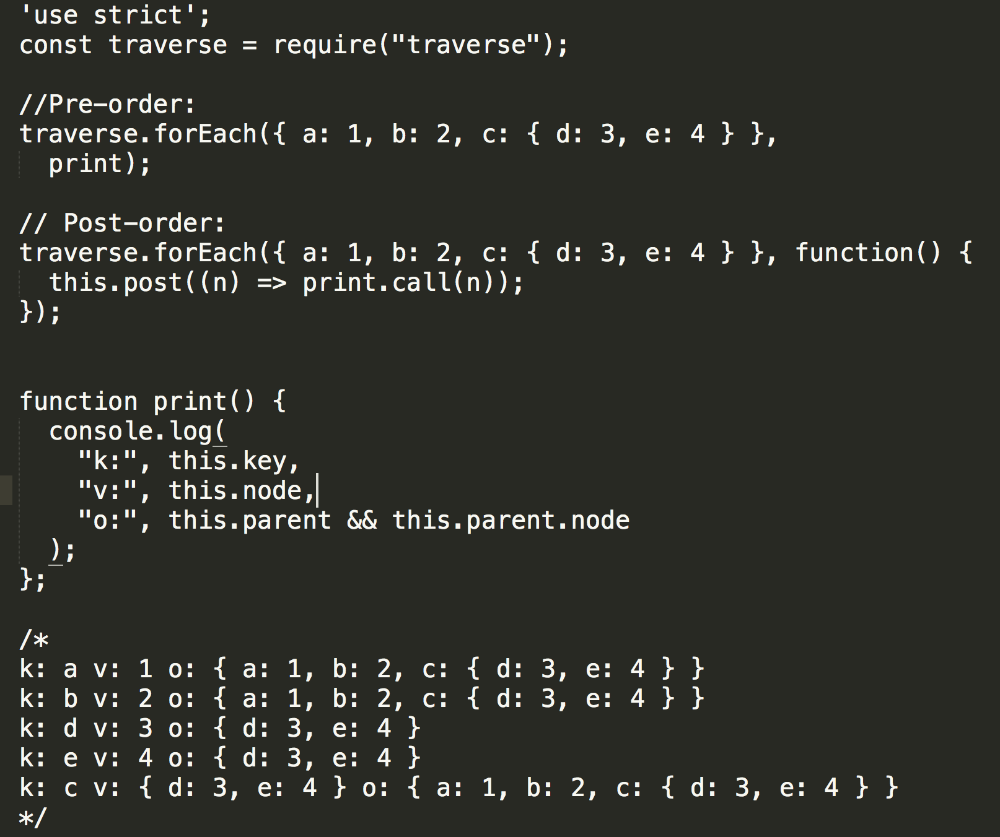 'use strict';
const traverse = require("traverse");

//Pre-order:
traverse.forEach({ a: 1, b: 2, c: { d: 3, e: 4 } },
  print);

// Post-order:
traverse.forEach({ a: 1, b: 2, c: { d: 3, e: 4 } }, function() {
  this.post((n) => print.call(n));
});

function print() {
  console.log(
    "k:", this.key,
    "v:", this.node,
    "o:", this.parent && this.parent.node
  );
};

/*
k: a v: 1 o: { a: 1, b: 2, c: { d: 3, e: 4 } }
k: b v: 2 o: { a: 1, b: 2, c: { d: 3, e: 4 } }
k: d v: 3 o: { d: 3, e: 4 }
k: e v: 4 o: { d: 3, e: 4 }
k: c v: { d: 3, e: 4 } o: { a: 1, b: 2, c: { d: 3, e: 4 } }
*/